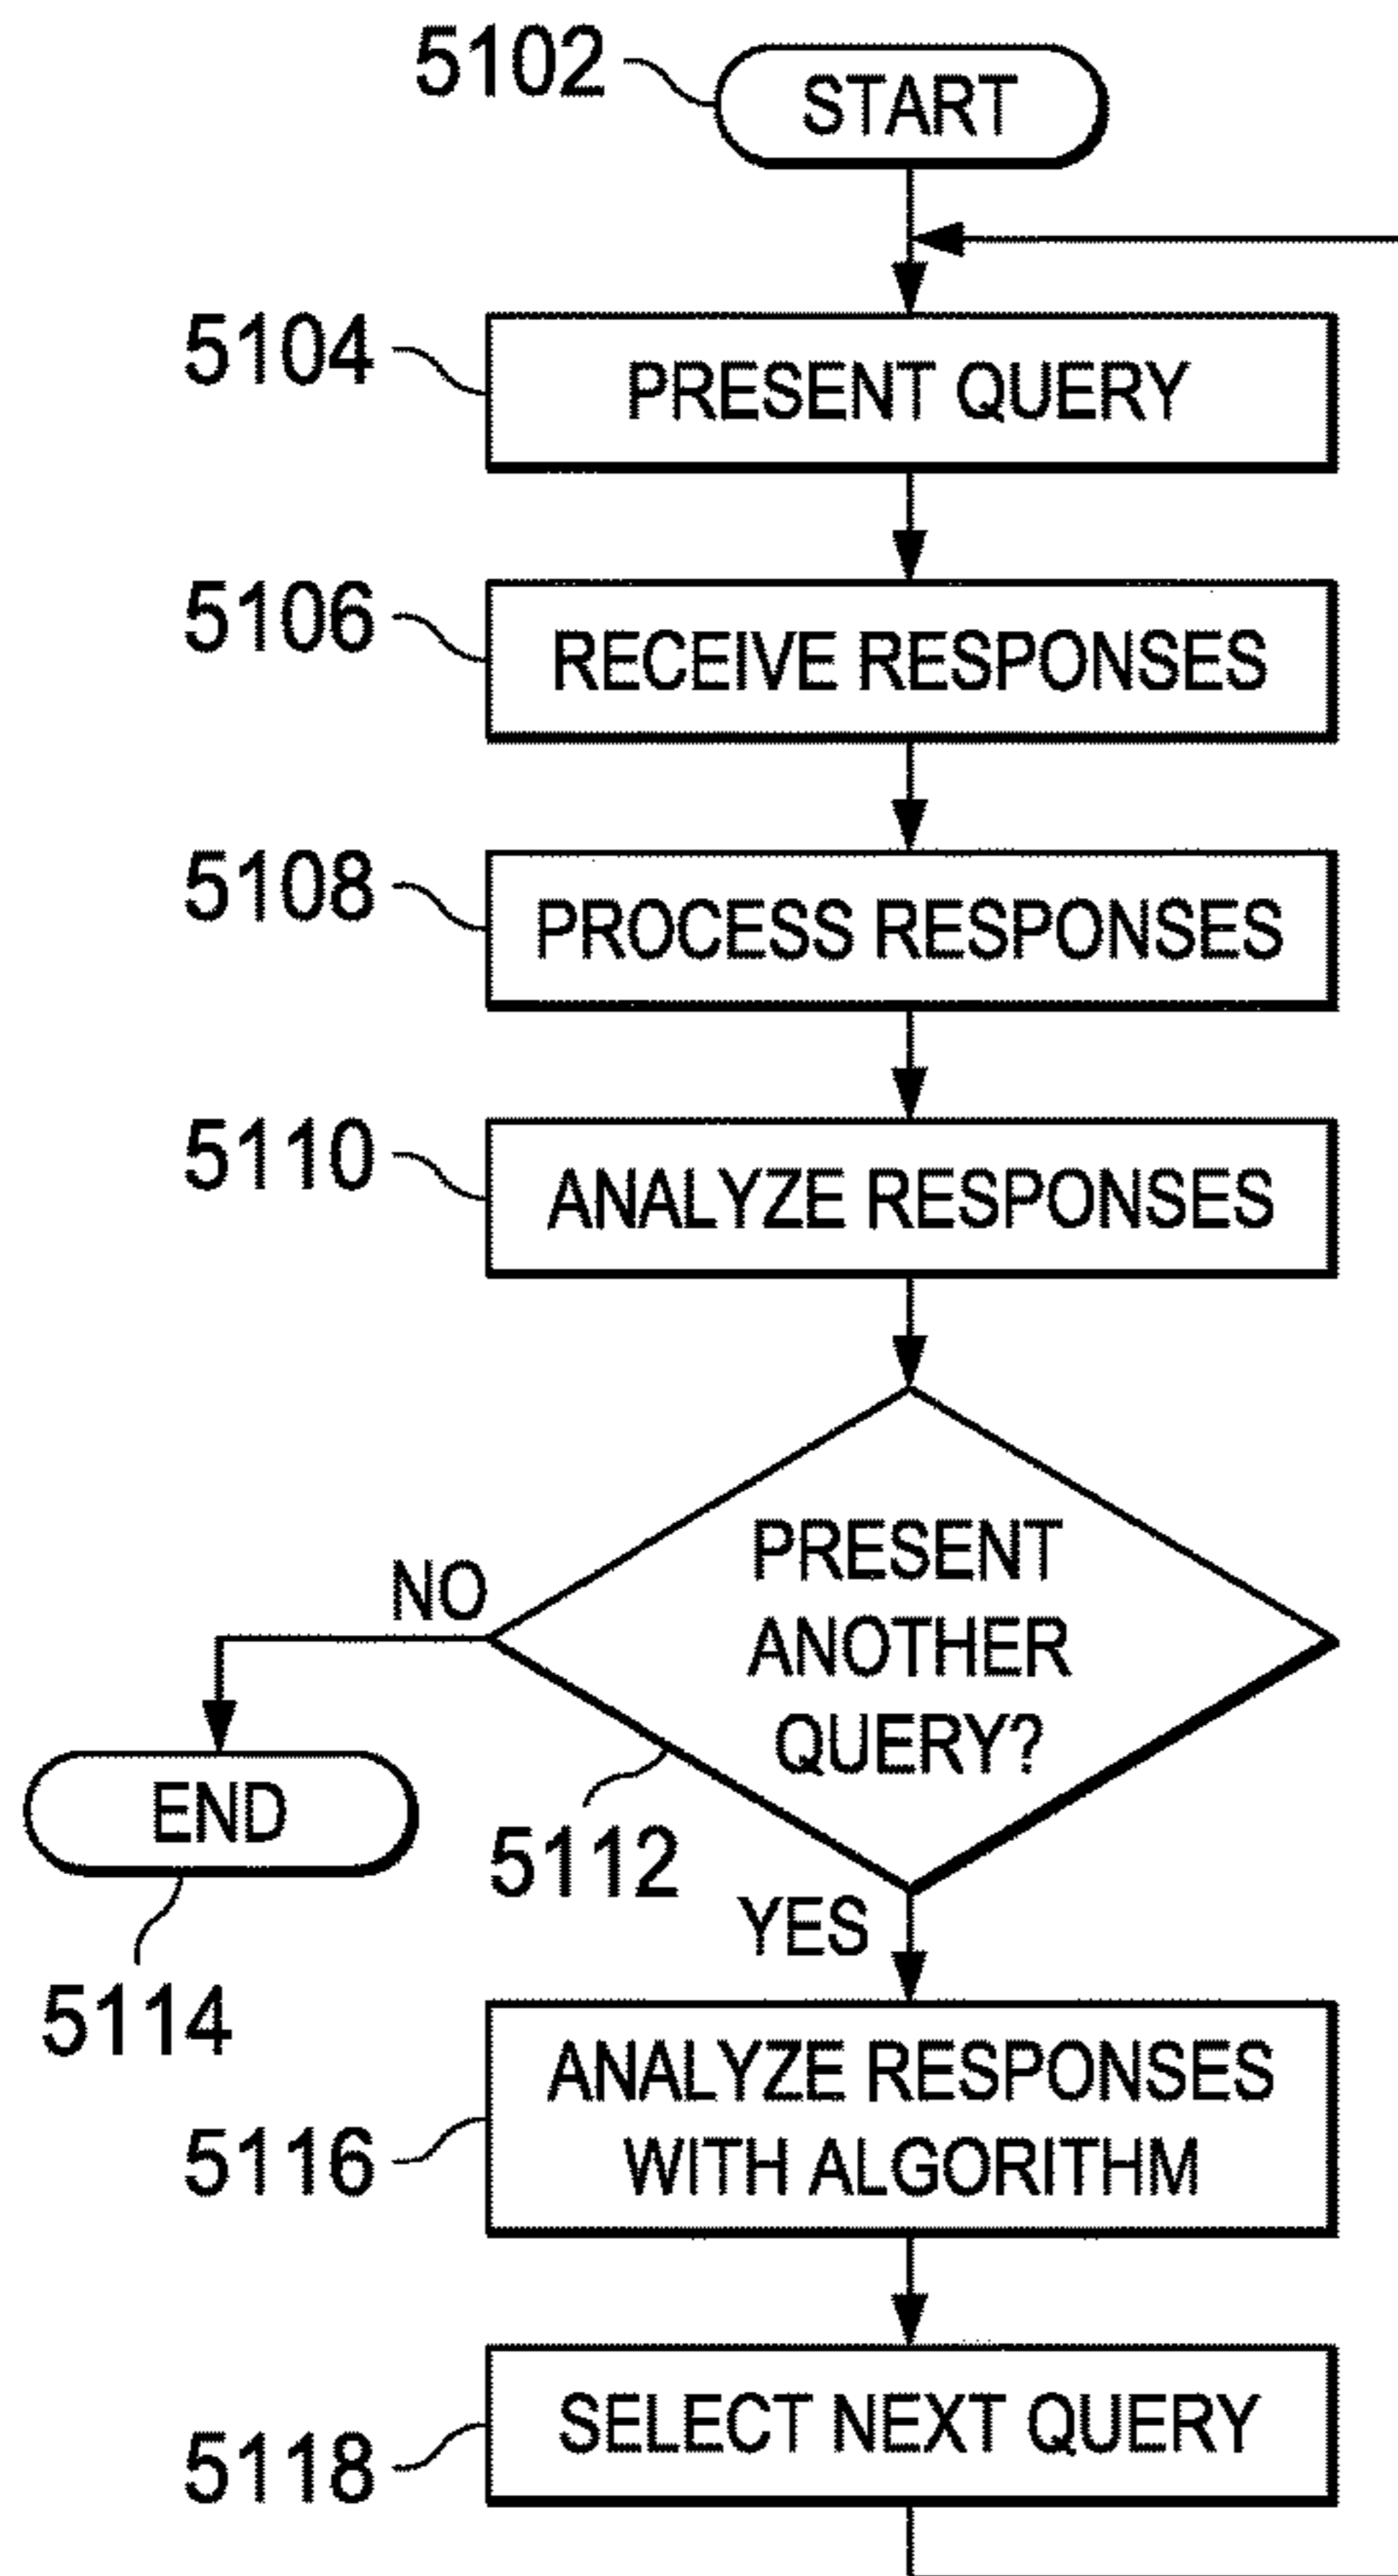 5102
START
5104
PRESENT QUERY
5106
RECEIVE RESPONSES
5108
PROCESS RESPONSES
5110
ANALYZE RESPONSES
PRESENT
ANOTHER
QUERY?
NO
END
5112
YES
5114
ANALYZE RESPONSES
WITH ALGORITHM
5116
SELECT NEXT QUERY
5118